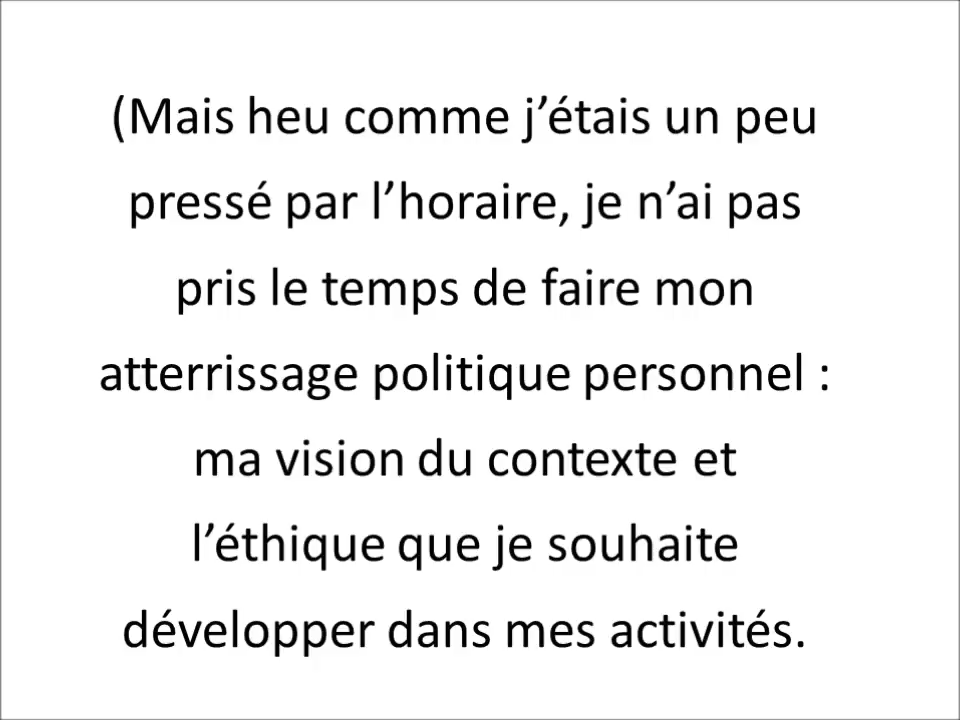 (Mais heu comme j’étais un peu
pressé par l’horaire, je n’ai pas
pris le temps de faire mon
atterrissage politique personnel :
ma vision du contexte et
l’éthique que je souhaite
développer dans mes activités.